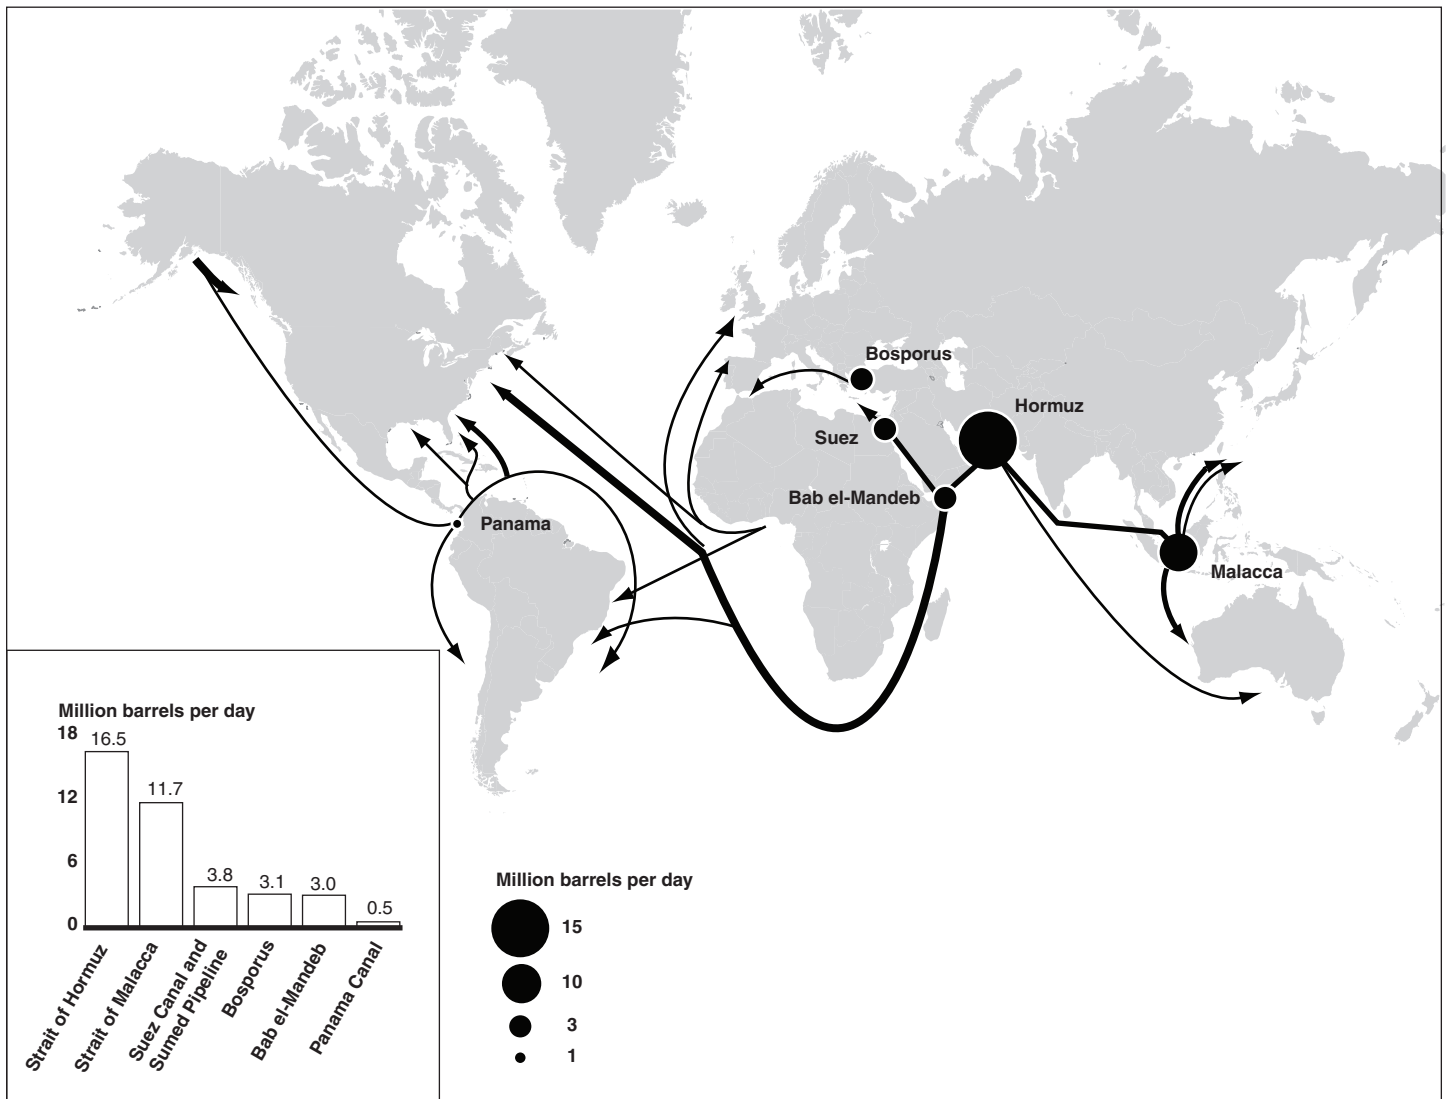 Bosporus
Hormuz
Suez
Bab el-Mandeb
Panama
Malacca
Million barrels per day
18
12
6
0
16.5
11.7
3.8
3.1
3.0
0.5
Strait of Hormuz
Strait of Malacca
Suez Canal and
Sumed Pipeline
Bosporus
Bab el-Mandeb
Panama Canal
Million barrels per day
15
10
3
1